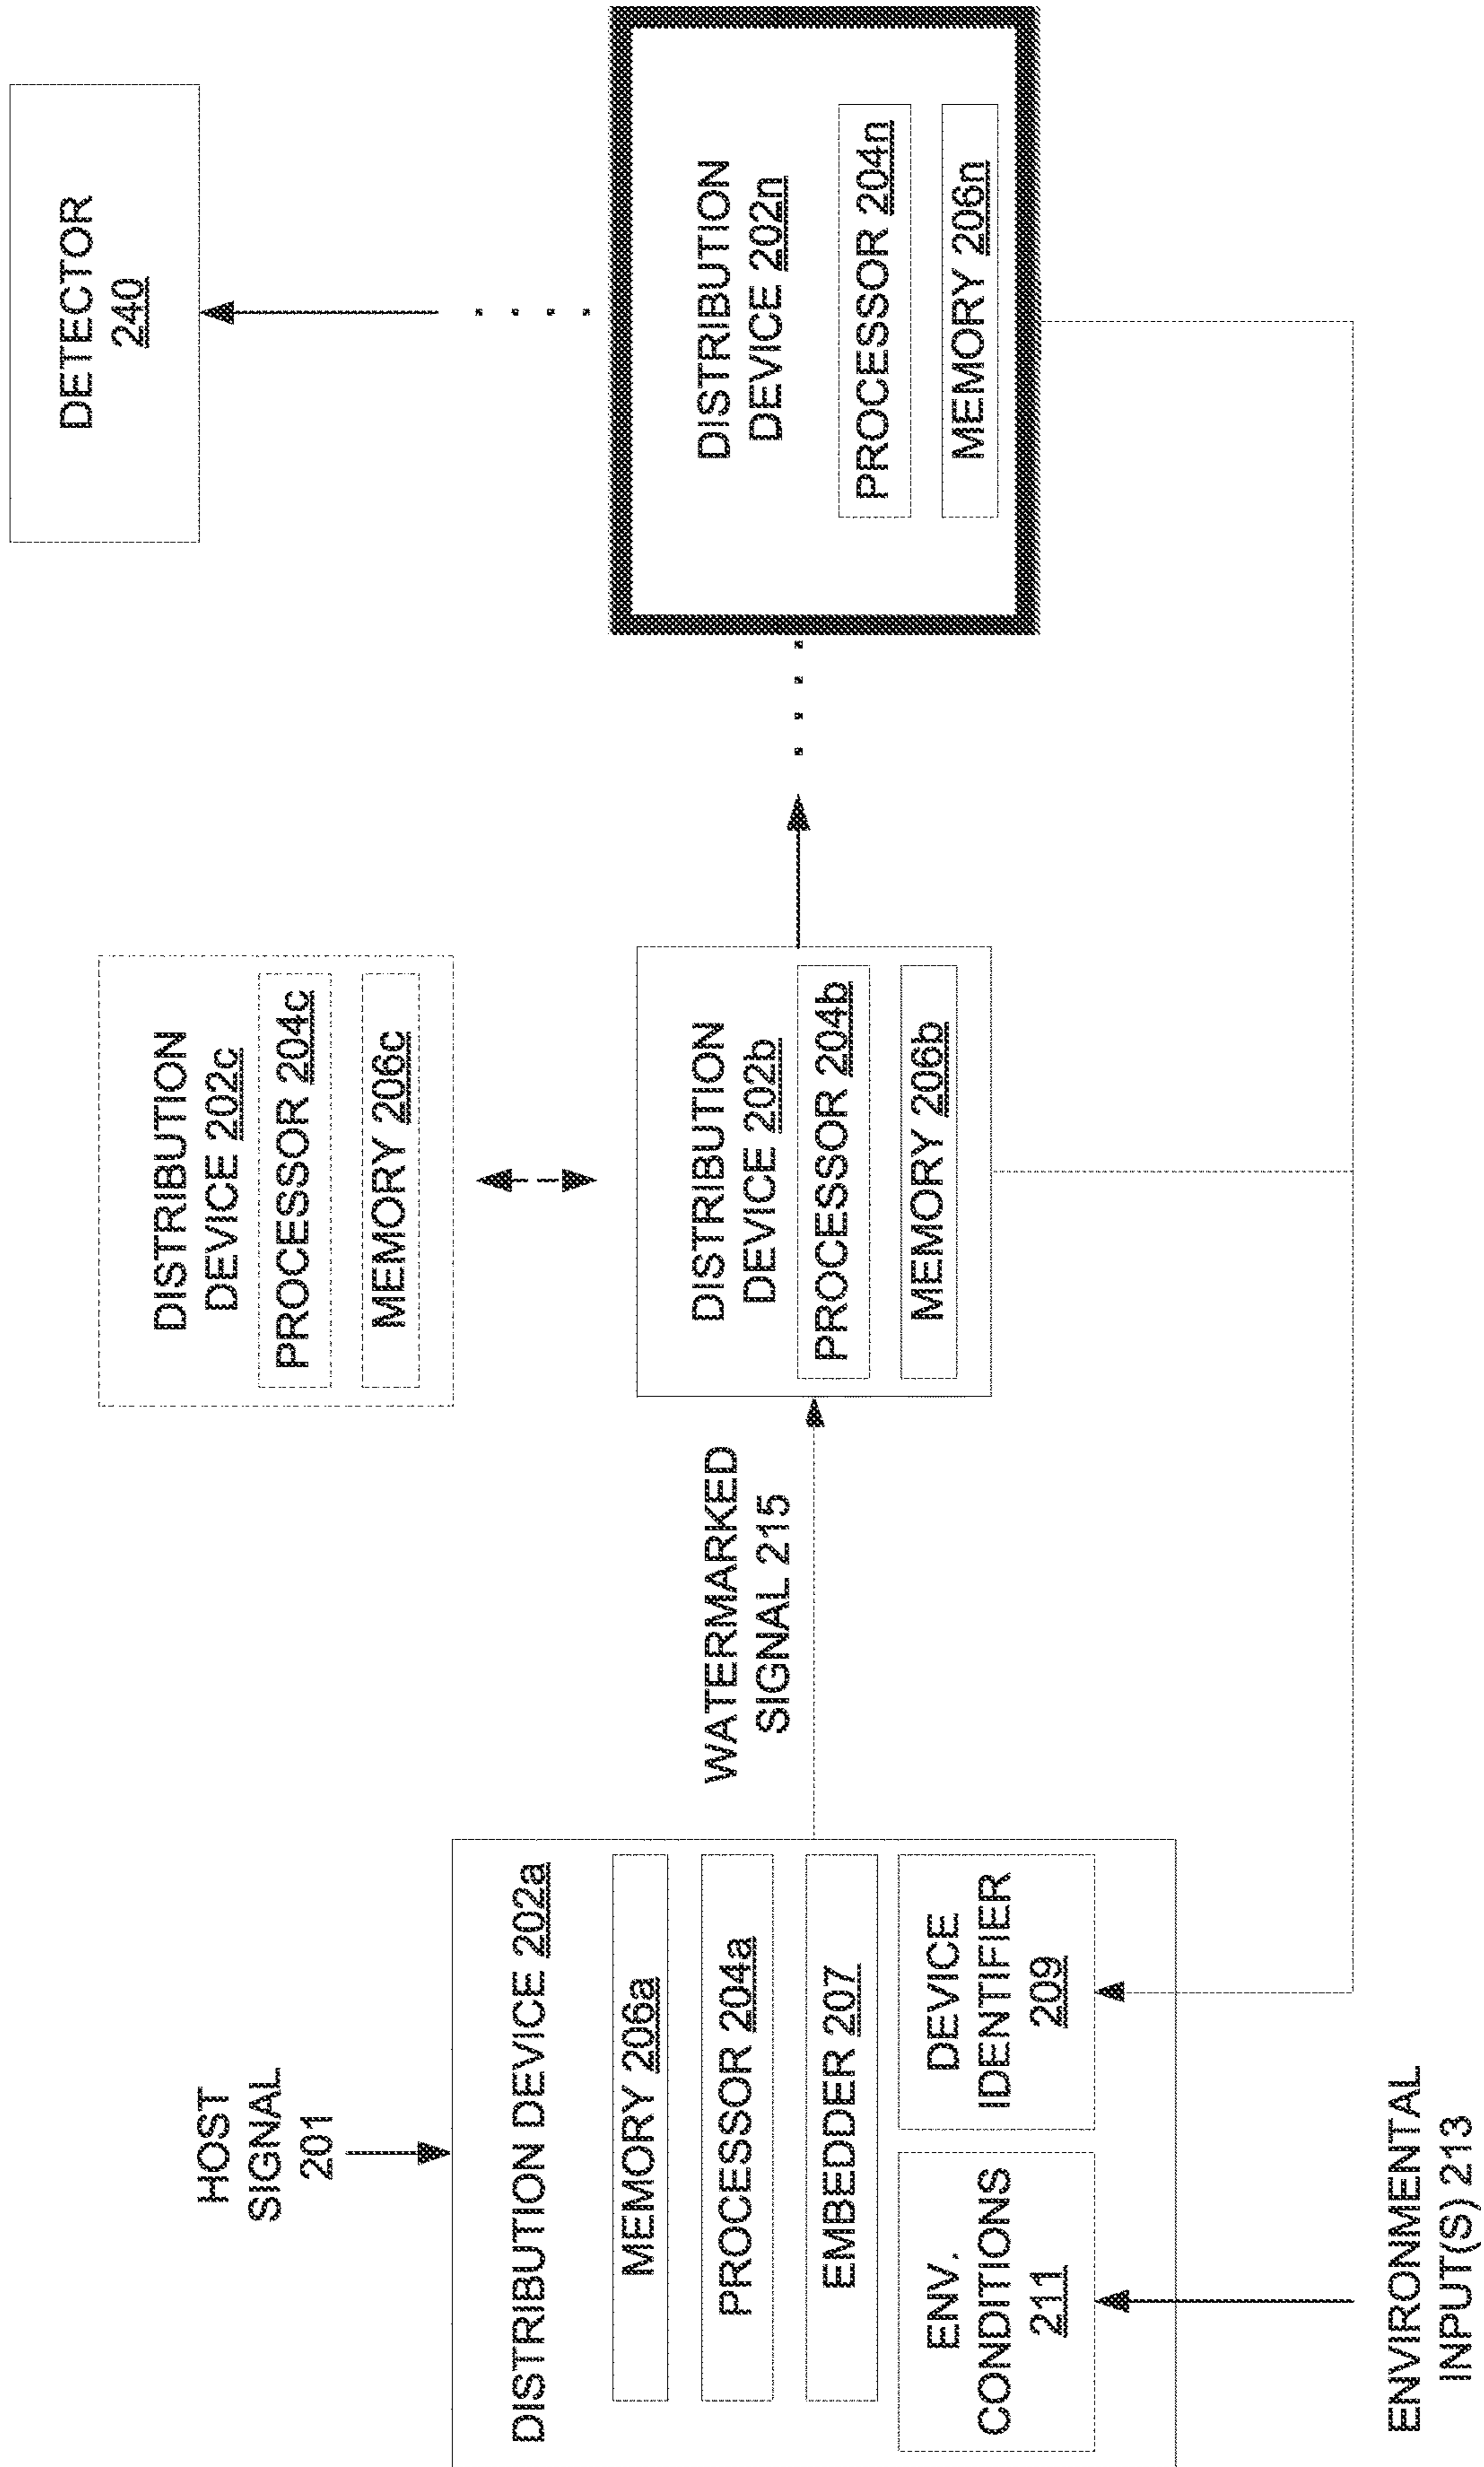 HOST
SIGNAL
201
DISTRIBUTION DEVICE 202a
MEMORY 206a
PROCESSOR 204a
EMBEDDER 207
ENV.
CONDITIONS
211
DEVICE
IDENTIFIER
209
ENVIRONMENTAL
INPUT(S) 213
WATERMARKED
SIGNAL 215
DISTRIBUTION
DEVICE 202c
PROCESSOR 204c
MEMORY 206c
DISTRIBUTION
DEVICE 202b
PROCESSOR 204b
MEMORY 206b
DETECTOR
240
DISTRIBUTION
DEVICE 202n
PROCESSOR 204n
MEMORY 206n